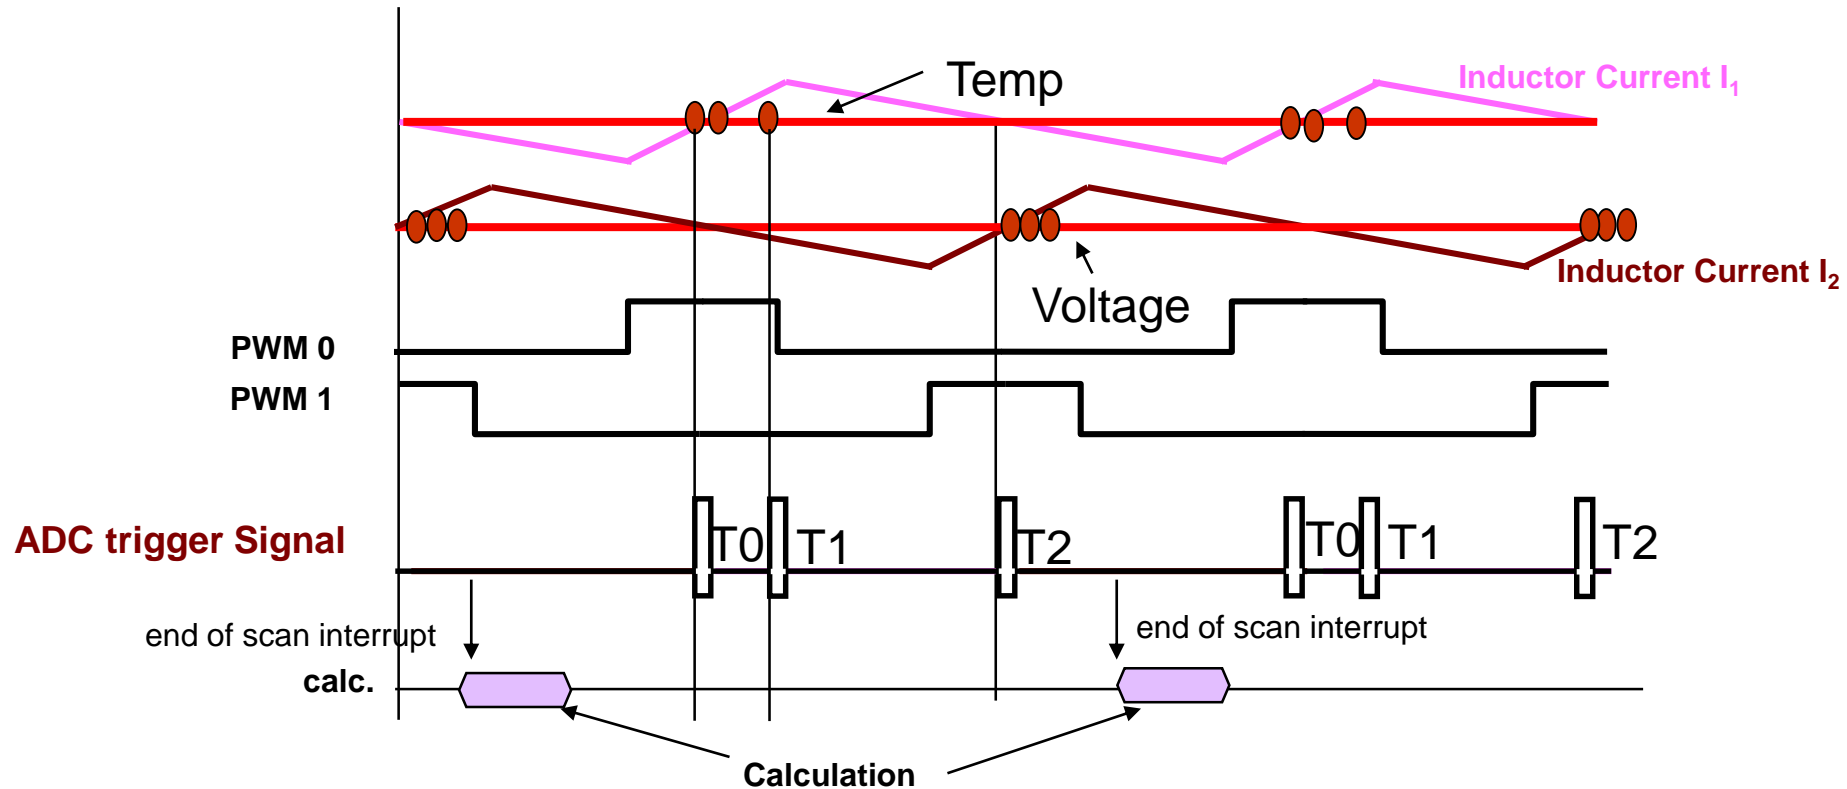 Temp
Inductor Current I1
Inductor Current I2
Voltage
PWM 0
PWM 1
ADC trigger Signal
T0
T1
T2
T0
T1
T2
end of scan interrupt
end of scan interrupt
calc.
Calculation